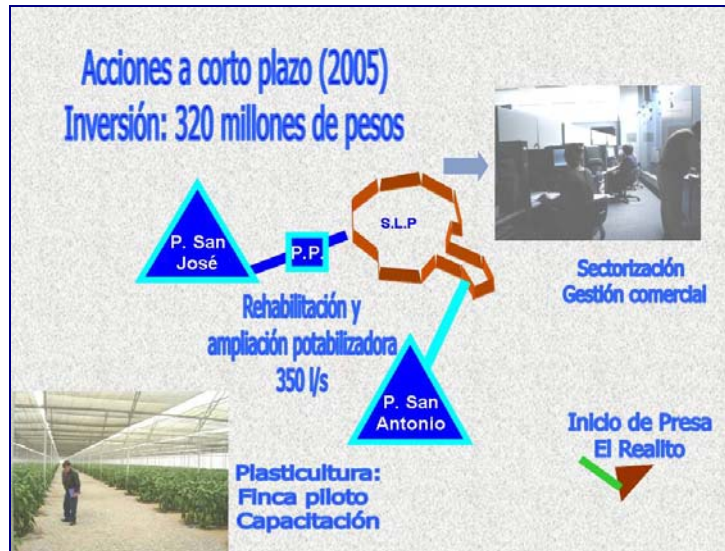 Acciones a corto plazo (2005)
Inversión: 320 millones de pesos
S.L.P
P. San
José
P.P.
Sectorización
Gestión comercial
Rehabilitación y
ampliación potabilizadora
350 l/s
P. San
Antonio
Inicio de Presa
El Realito
Plasticultura:
Finca piloto
Capacitación